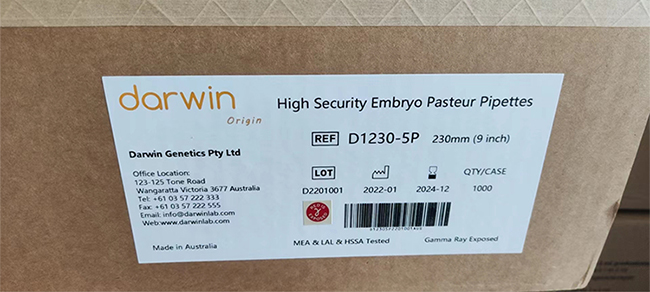 darwin
Origin
High Security Embryo Pasteur Pipettes
REF D1230-5P 230mm (9 inch)
Darwin Genetics Pty Ltd
Office Location:
123-125 Tone Road
Wangaratta Victoria 3677 Australia
Tel: +61 03 57 222 333
Fax: +61 03 57 222 555
Email: info@darwinlab.com
Web:www.darwinlab.com
Made in Australia
LOT QTY/CASE
D2201001 2022-01 2024-12 1000
MEA & LAL & HSSA Tested
Gamma Ray Exposed